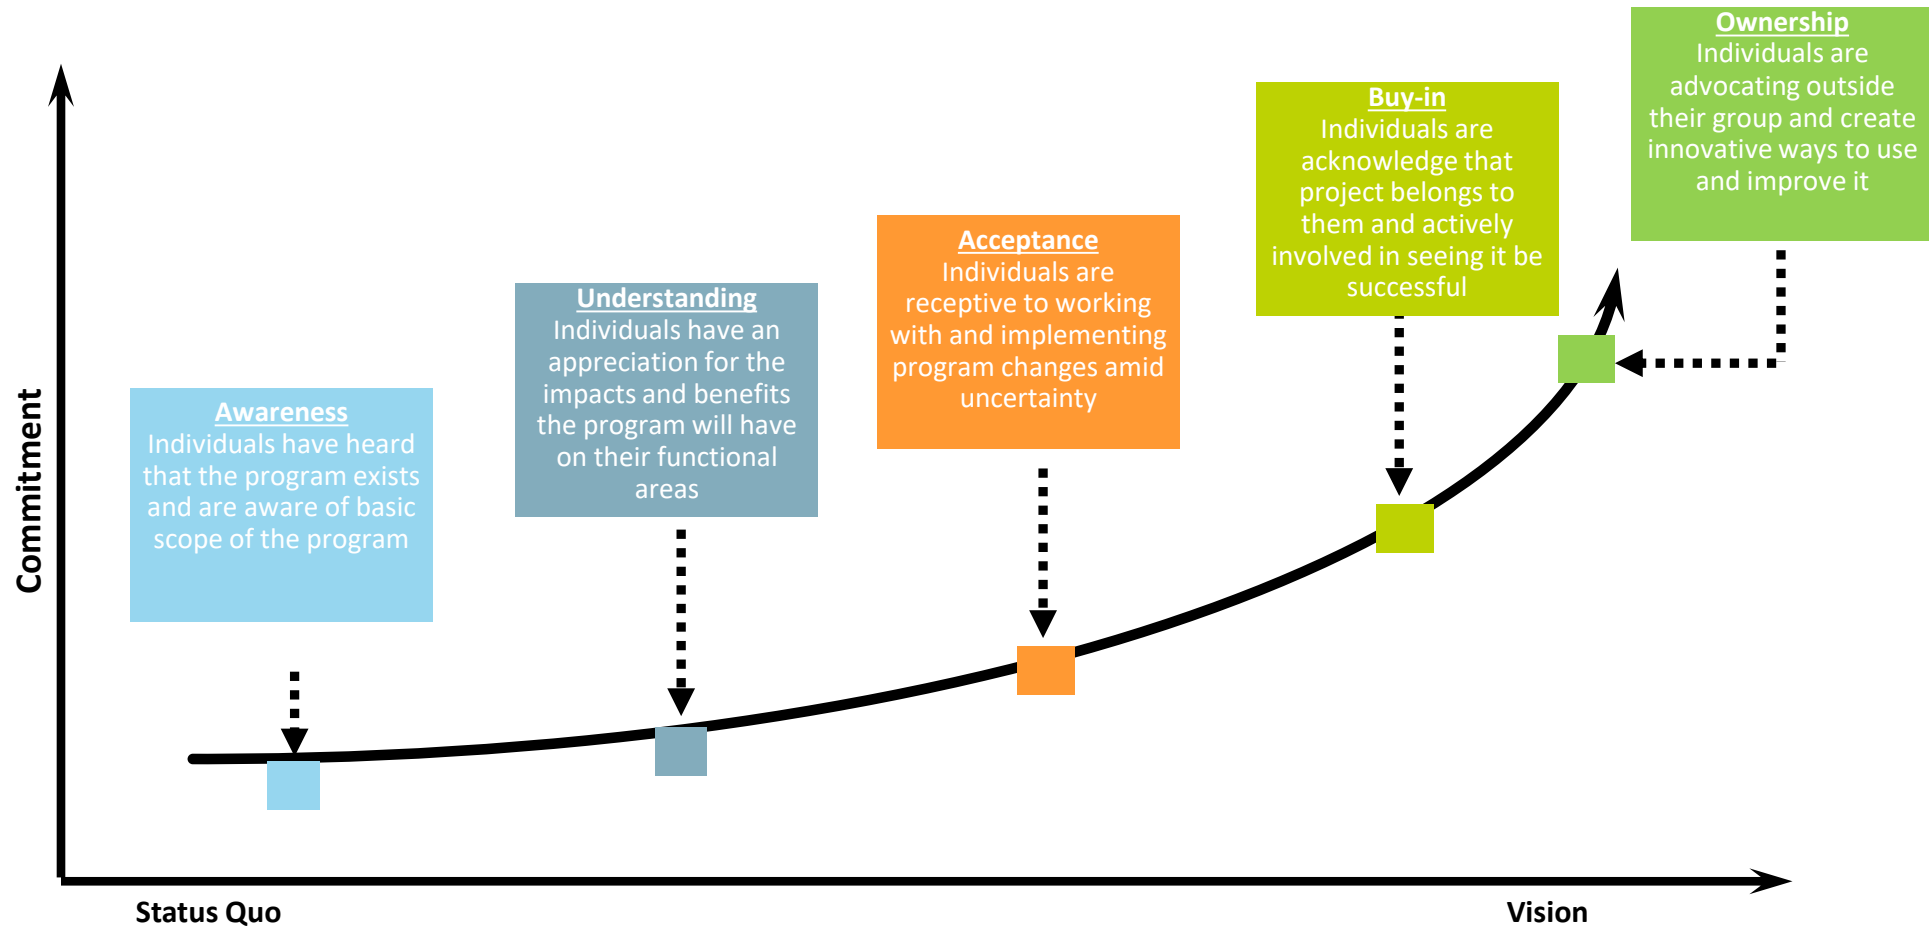 Commitment
Awareness
Individuals have heard
that the program exists
and are aware of basic
scope of the program
Understanding
Individuals have an
appreciation for the
impacts and benefits
the program will have
on their functional
areas
Acceptance
Individuals are
receptive to working
with and implementing
program changes amid
uncertainty
Buy-in
Individuals are
acknowledge that
project belongs to
them and actively
involved in seeing it be
successful
Ownership
Individuals are
advocating outside
their group and create
innovative ways to use
and improve it
Status Quo
Vision